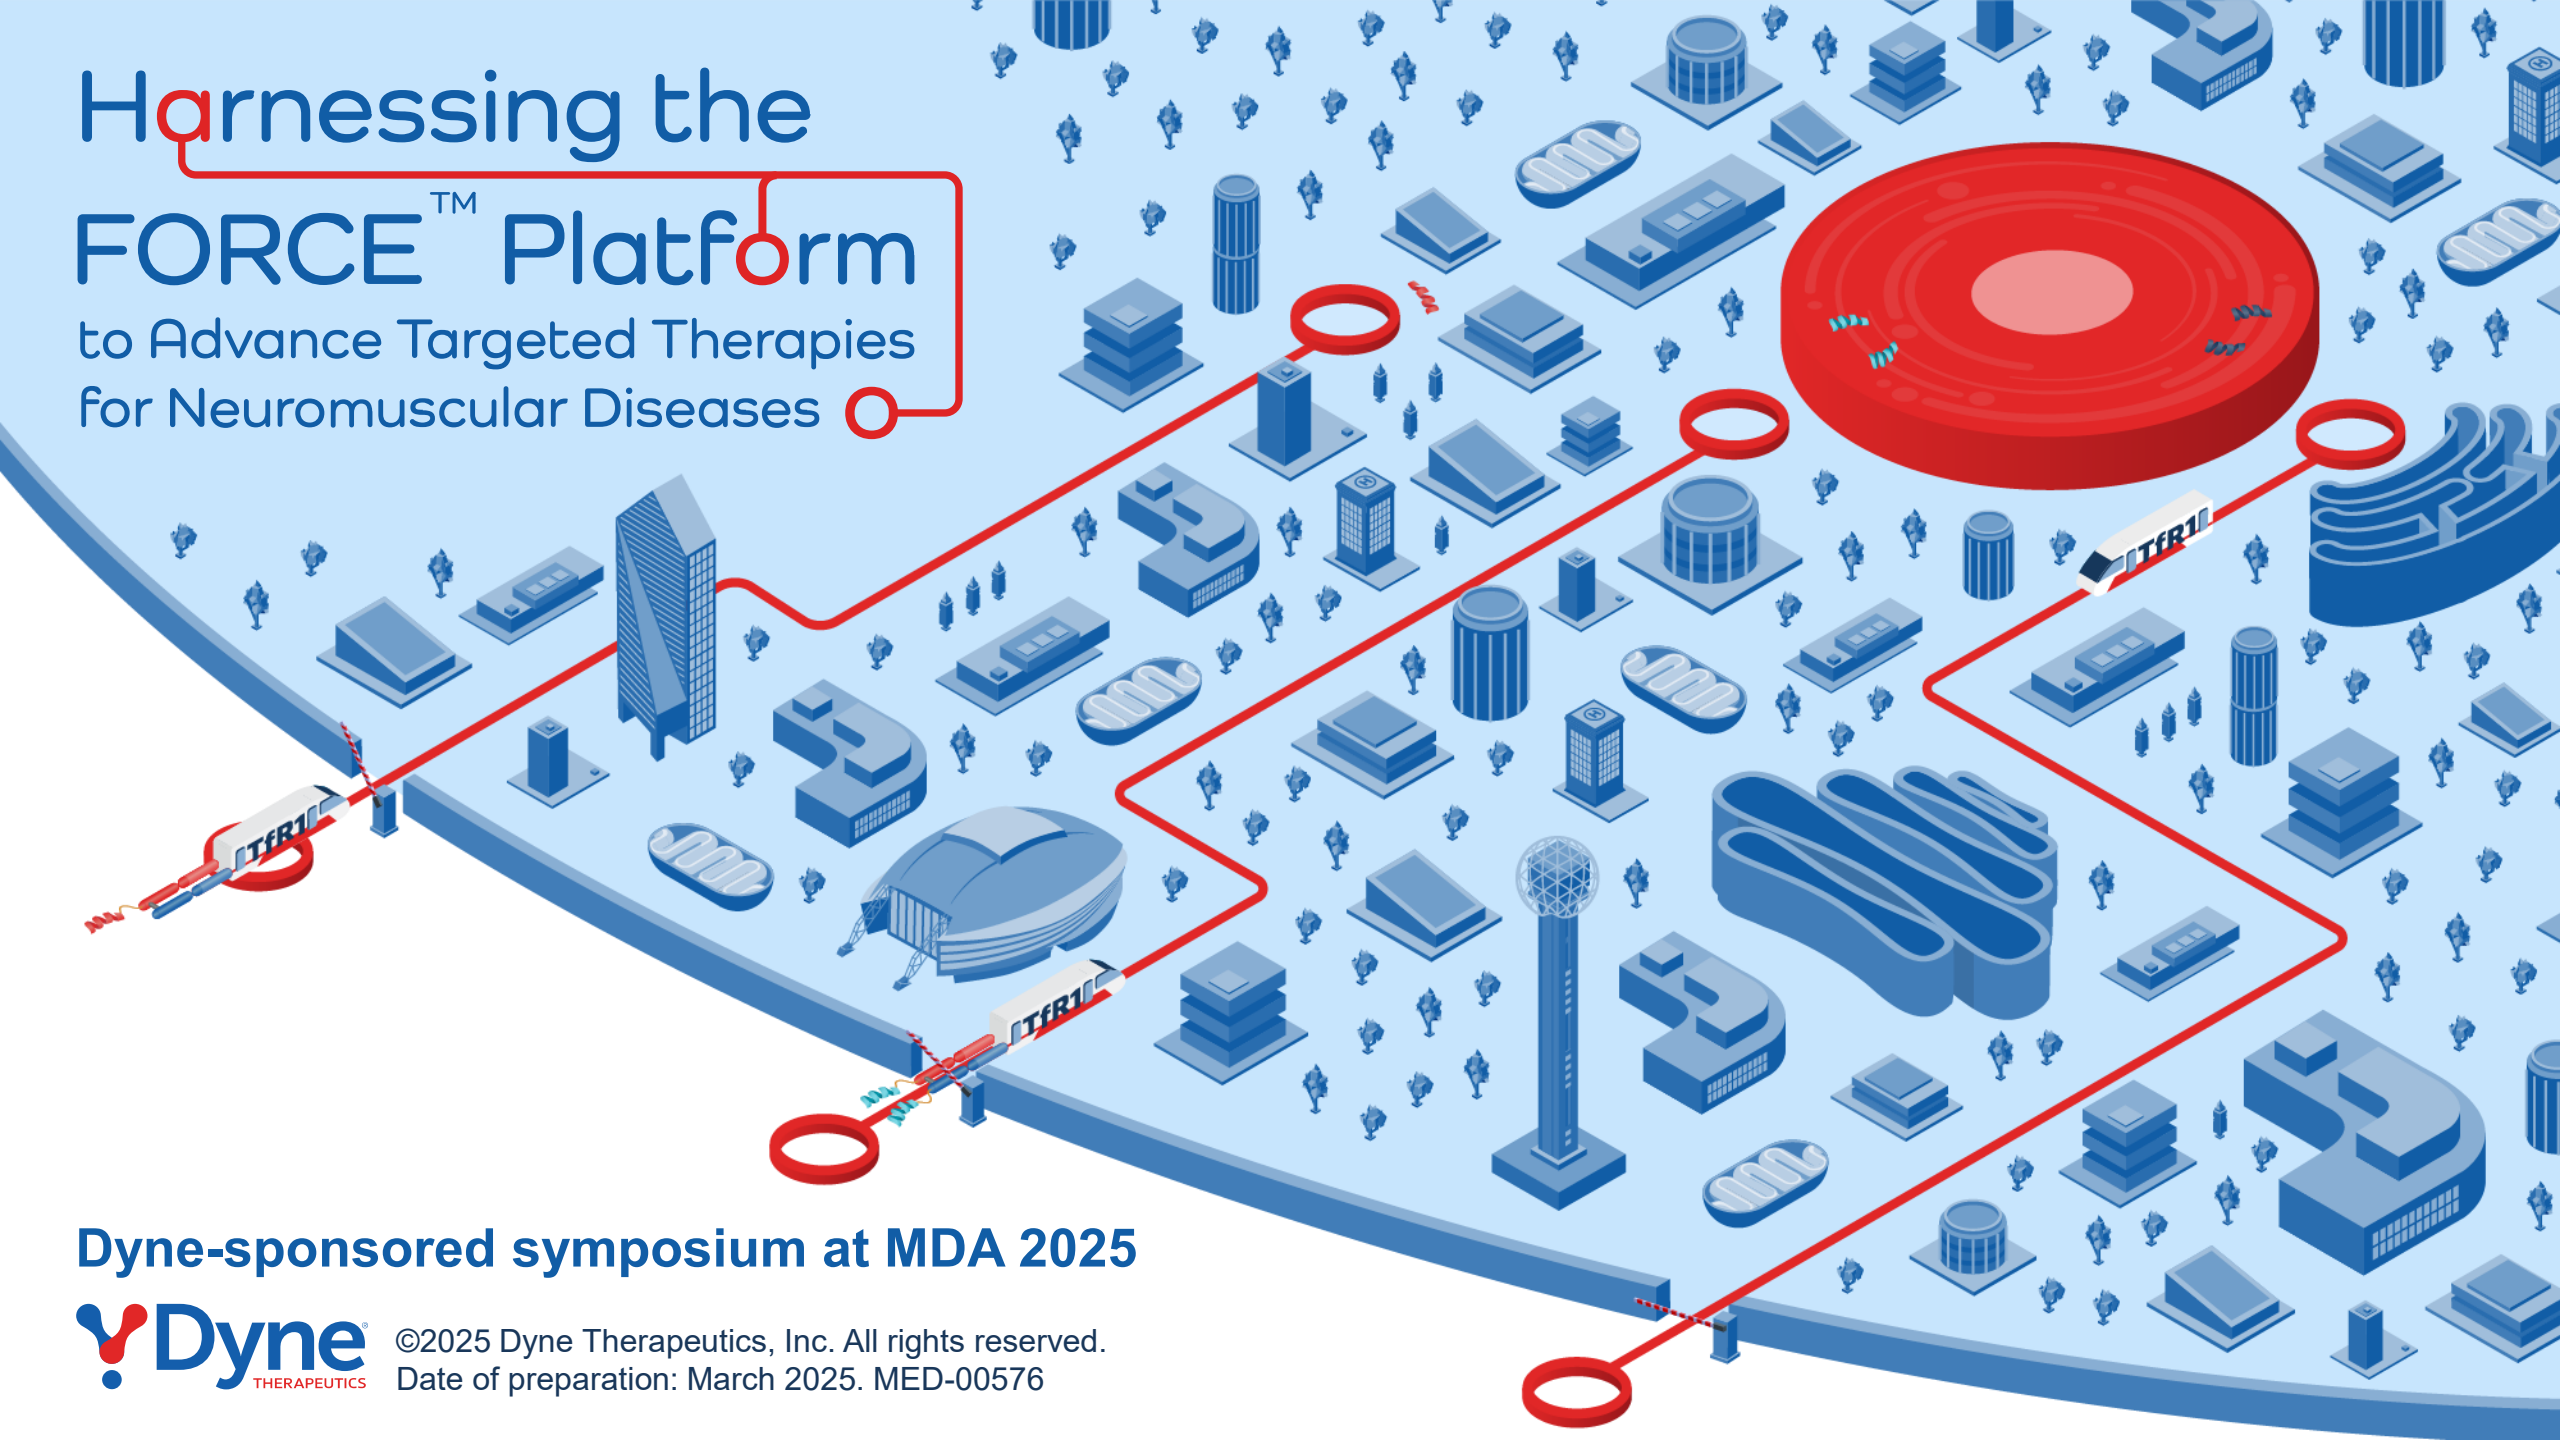 Harnessing the
FORCE™ Platform
to Advance Targeted Therapies
for Neuromuscular Diseases
TfR1
TfR1
TfR1
Dyne-sponsored symposium at MDA 2025
Dyne®
THERAPEUTICS
©2025 Dyne Therapeutics, Inc. All rights reserved.
Date of preparation: March 2025. MED-00576